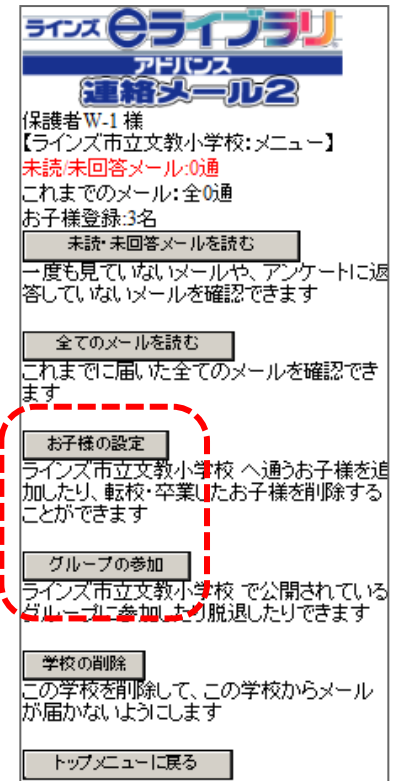 ラインズeライブラリ
アドバンス
連絡メール2
保護者W-1 様
【ラインズ市立文教小学校:メニュー】
未読/未回答メール:0通
これまでのメール:全0通
お子様登録:3名
未読・未回答メールを読む
一度も見ていないメールや、アンケートに返
答していないメールを確認できます
全てのメールを読む
これまでに届いた全てのメールを確認でき
ます
お子様の設定
ラインズ市立文教小学校 へ通うお子様を追
加したり、転校・卒業したお子様を削除する
ことができます
グループの参加
ラインズ市立文教小学校 で公開されている
グループに参加したり脱退したりできます
学校の削除
この学校を削除して、この学校からメール
が届かないようにします
トップメニューに戻る